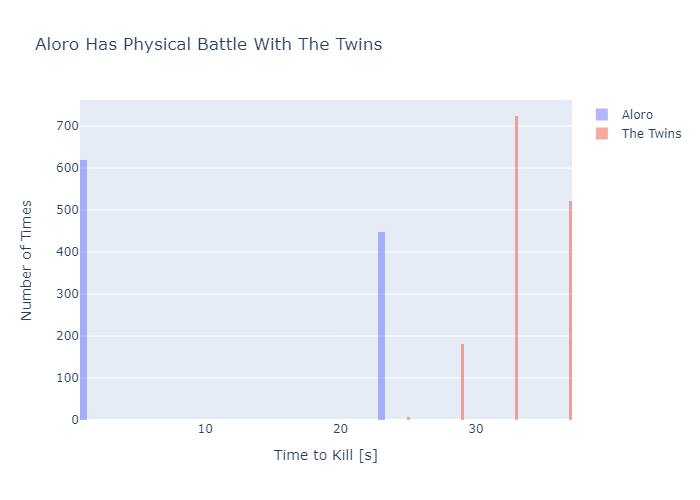 Aloro Has Physical Battle With The Twins
Aloro
The Twins
700
600
500
400
300
200
100
0
10
20
30
Number of Times
Time to Kill [s]